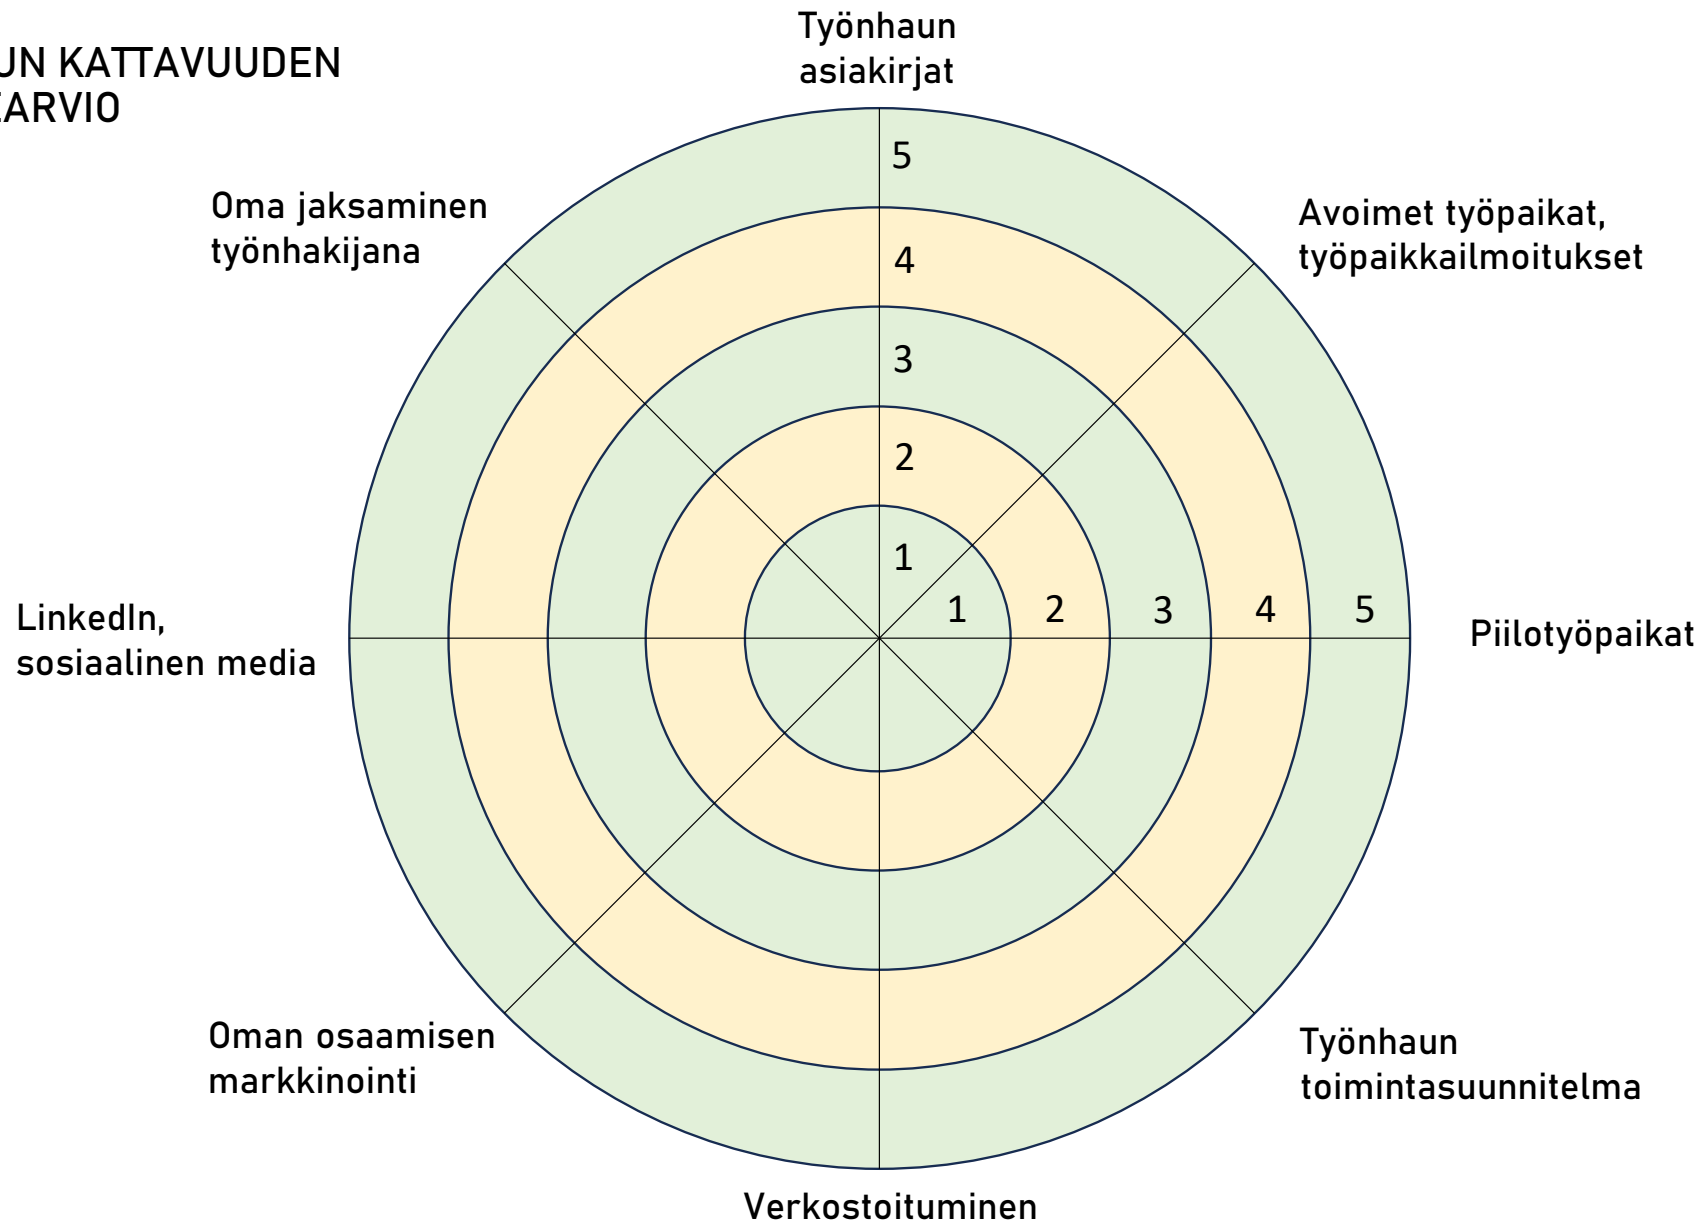 UN KATTAVUUDEN
EARVIO
Työnhaun
asiakirjat
Oma jaksaminen
työnhakijana
Avoimet työpaikat,
työpaikkailmoitukset
5
4
3
2
1
1 2 3 4 5
LinkedIn,
sosiaalinen media
Piilotyöpaikat
Oman osaamisen
markkinointi
Työnhaun
toimintasuunnitelma
Verkostoituminen